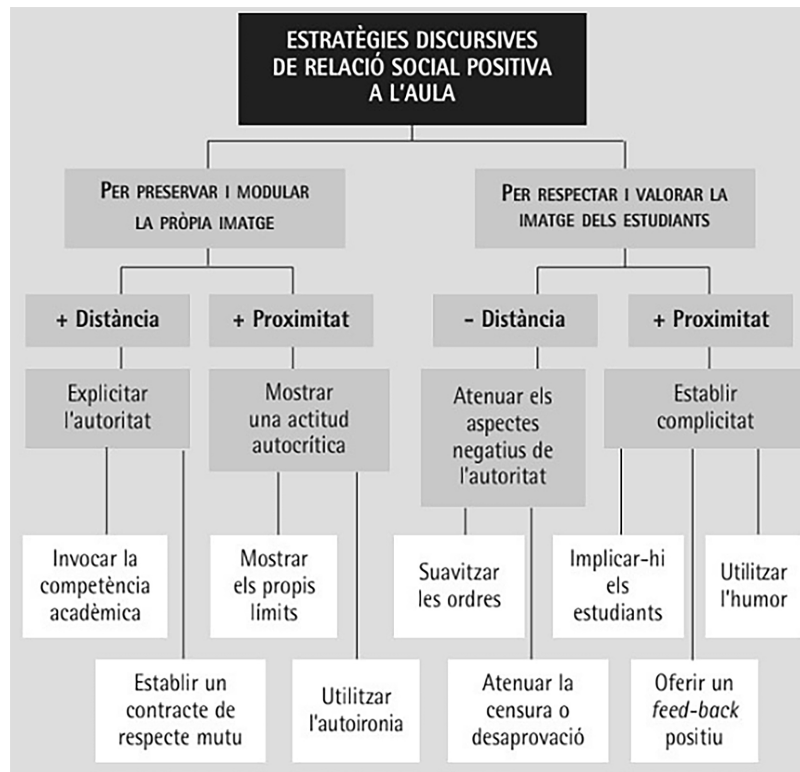 ESTRATÈGIES DISCURSIVES
DE RELACIÓ SOCIAL POSITIVA
A L'AULA
PER PRESERVAR I MODULAR
LA PRÒPIA IMATGE
PER RESPECTAR I VALORAR LA
IMATGE DELS ESTUDIANTS
+ Distància
+ Proximitat
- Distància
+ Proximitat
Explicitar
l'autoritat
Mostrar
una actitud
autocrítica
Atenuar els
aspectes
negatius de
l'autoritat
Establir
complicitat
Invocar la
competència
acadèmica
Mostrar
els propis
límits
Suavitzar
les ordres
Implicar-hi
els
estudiants
Utilitzar
l'humor
Establir un
contracte de
respecte mutu
Utilitzar
l'autoironia
Atenuar la
censura o
desaprovació
Oferir un
feed-back
positiu